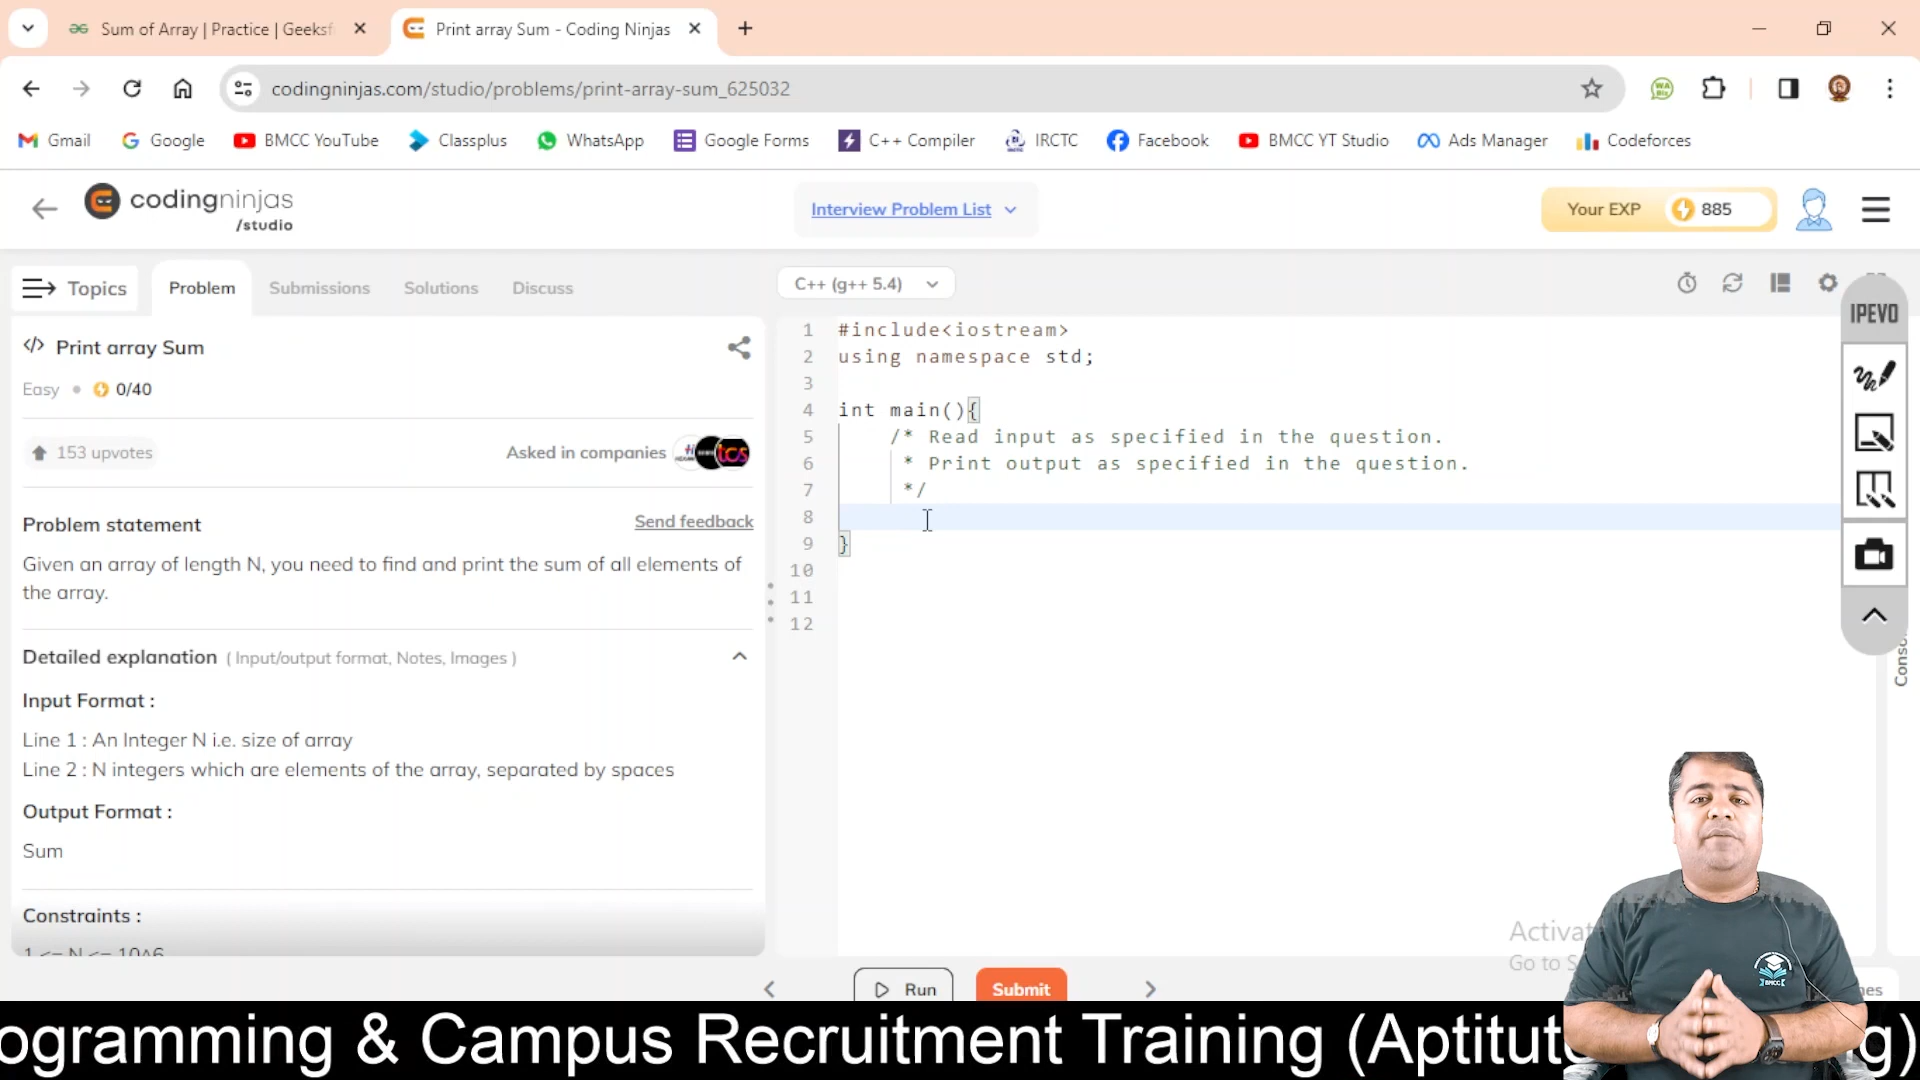 Sum of Array | Practice | Geeksf
Print array Sum - Coding Ninjas
codingninjas.com/studio/problems/print-array-sum_625032
Gmail
Google
BMCC YouTube
Classplus
WhatsApp
Google Forms
C++ Compiler
IRCTC
Facebook
BMCC YT Studio
Ads Manager
Codeforces
codingninjas
/studio
Interview Problem List
Your EXP
885
Topics
Problem
Submissions
Solutions
Discuss
C++ (g++ 5.4)
IPEVO
</> Print array Sum
Easy • 0/40
153 upvotes
Asked in companies
tcs
Problem statement
Send feedback
Given an array of length N, you need to find and print the sum of all elements of
the array.
Detailed explanation ( Input/output format, Notes, Images )
Input Format :
Line 1 : An Integer N i.e. size of array
Line 2 : N integers which are elements of the array, separated by spaces
Output Format :
Sum
Constraints :
1 <= N <= 10^6
1 #include<iostream>
2 using namespace std;
3
4 int main(){
5 /* Read input as specified in the question.
6 * Print output as specified in the question.
7 */
8
9 }
10
11
12
Conso
Activat
Go to S
Run
Submit
BMCC
ogramming & Campus Recruitment Training (Aptitut
g)